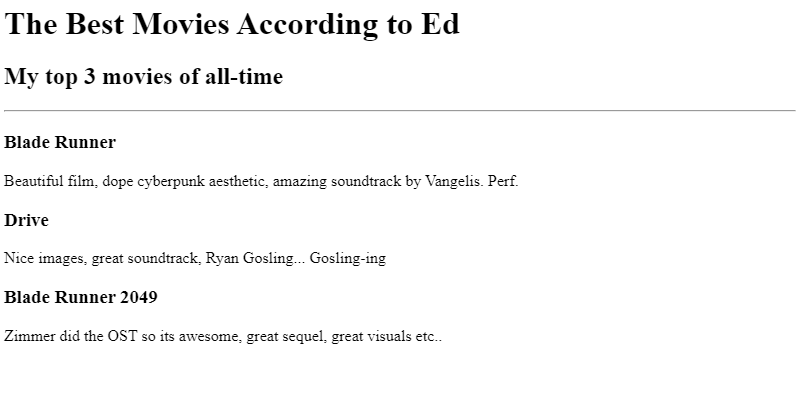 The Best Movies According to Ed
My top 3 movies of all-time
Blade Runner
Beautiful film, dope cyberpunk aesthetic, amazing soundtrack by Vangelis. Perf.
Drive
Nice images, great soundtrack, Ryan Gosling... Gosling-ing
Blade Runner 2049
Zimmer did the OST so its awesome, great sequel, great visuals etc..